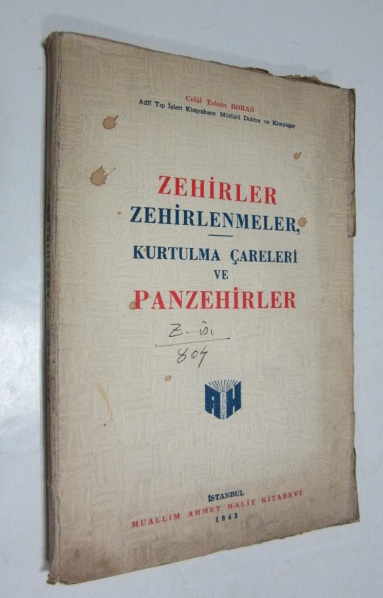 Celâl Tahsin BORAN
Adlî Tıp İşleri Kimyahane Müdürü Doktor ve Kimyager
ZEHİRLER
ZEHİRLENMELER,
KURTULMA ÇARELERİ
VE
PANZEHİRLER
804
AH
İSTANBUL
MUALLİM AHMET HALİT KİTABEVİ
1943